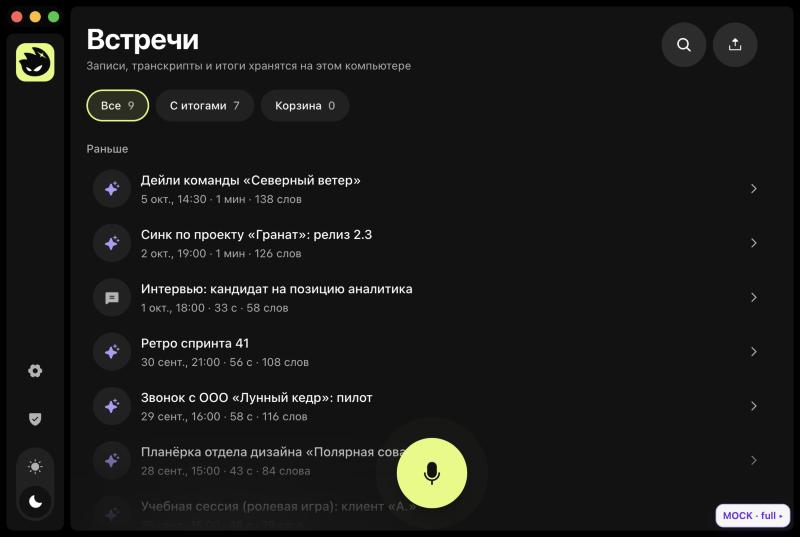 Встречи
Записи, транскрипты и итоги хранятся на этом компьютере
Все 9
С итогами 7
Корзина 0
Раньше
Дейли команды «Северный ветер»
5 окт., 14:30 · 1 мин · 138 слов
Синк по проекту «Гранат»: релиз 2.3
2 окт., 19:00 · 1 мин · 126 слов
Интервью: кандидат на позицию аналитика
1 окт., 18:00 · 33 с · 58 слов
Ретро спринта 41
30 сент., 21:00 · 56 с · 108 слов
Звонок с ООО «Лунный кедр»: пилот
29 сент., 16:00 · 58 с · 116 слов
Планёрка отдела дизайна «Полярная сова
28 сент., 15:00 · 43 с · 84 слова
Учебная сессия (ролевая игра): клиент «А.»
MOCK · full ▸